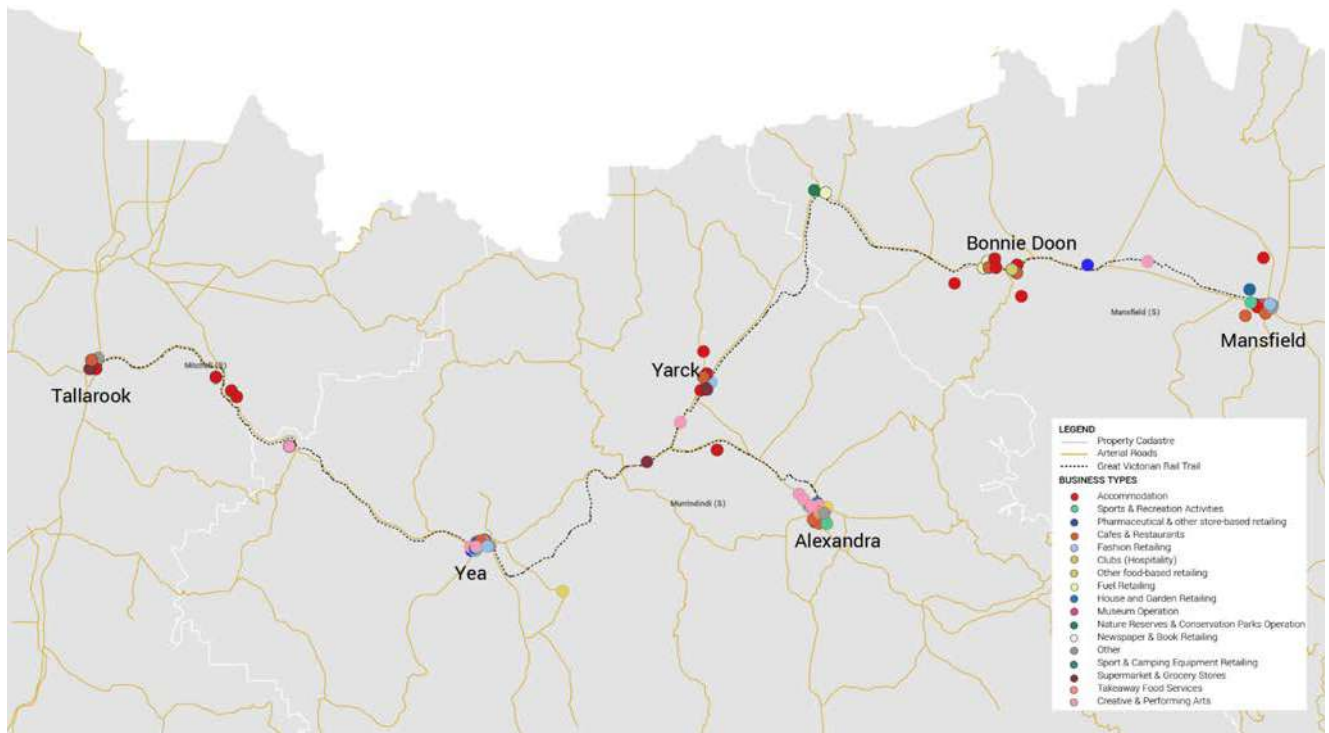 Bonnie Doon
Mansfield (S)
Mansfield
Yarck
Mitchell (S)
Tallarook
Murrindindi (S)
Alexandra
Yea
LEGEND
Property Cadastre
Arterial Roads
Great Victorian Rail Trail
BUSINESS TYPES
Accommodation
Sports & Recreation Activities
Pharmaceutical & other store-based retailing
Cafes & Restaurants
Fashion Retailing
Clubs (Hospitality)
Other food-based retailing
Fuel Retailing
House and Garden Retailing
Museum Operation
Nature Reserves & Conservation Parks Operation
Newspaper & Book Retailing
Other
Sport & Camping Equipment Retailing
Supermarket & Grocery Stores
Takeaway Food Services
Creative & Performing Arts